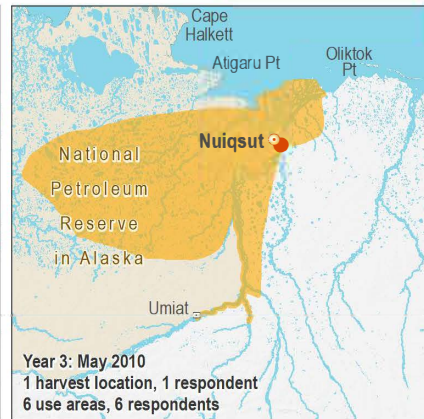 Cape
Halkett
Atigaru Pt
Oliktok
Pt
Nuiqsut
National
Petroleum
Reserve
in Alaska
Umiat
Year 3: May 2010
1 harvest location, 1 respondent
6 use areas, 6 respondents